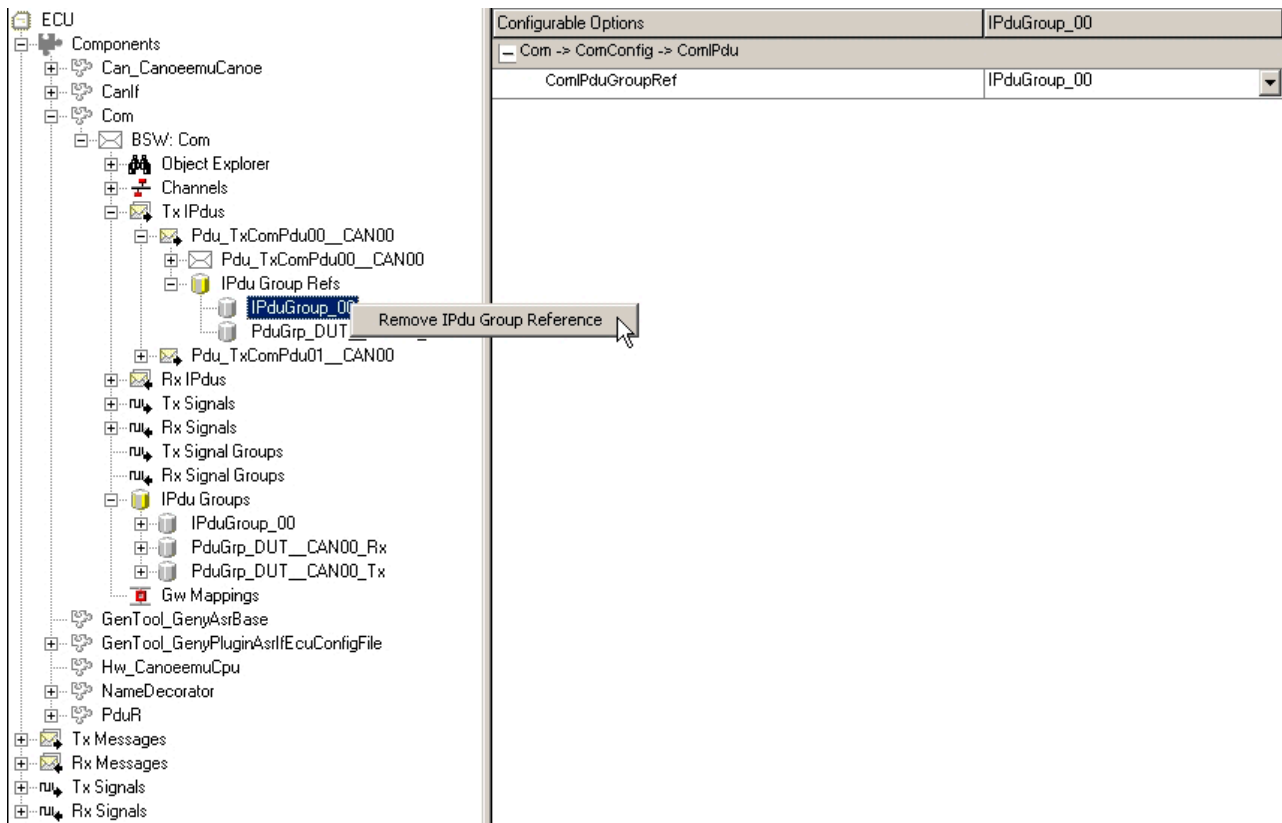 ECU
Components
Can_CanoeemuCanoe
CanIf
Com
BSW: Com
Object Explorer
Channels
Tx IPdus
Pdu_TxComPdu00__CAN00
Pdu_TxComPdu00__CAN00
IPdu Group Refs
IPduGroup_00
PduGrp_DUT_
Remove IPdu Group Reference
Pdu_TxComPdu01__CAN00
Rx IPdus
Tx Signals
Rx Signals
Tx Signal Groups
Rx Signal Groups
IPdu Groups
IPduGroup_00
PduGrp_DUT__CAN00_Rx
PduGrp_DUT__CAN00_Tx
Gw Mappings
GenTool_GenyAsrBase
GenTool_GenyPluginAsrIfEcuConfigFile
Hw_CanoeemuCpu
NameDecorator
PduR
Tx Messages
Rx Messages
Tx Signals
Rx Signals
Configurable Options IPduGroup_00
Com -> ComConfig -> ComIPdu
ComIPduGroupRef IPduGroup_00